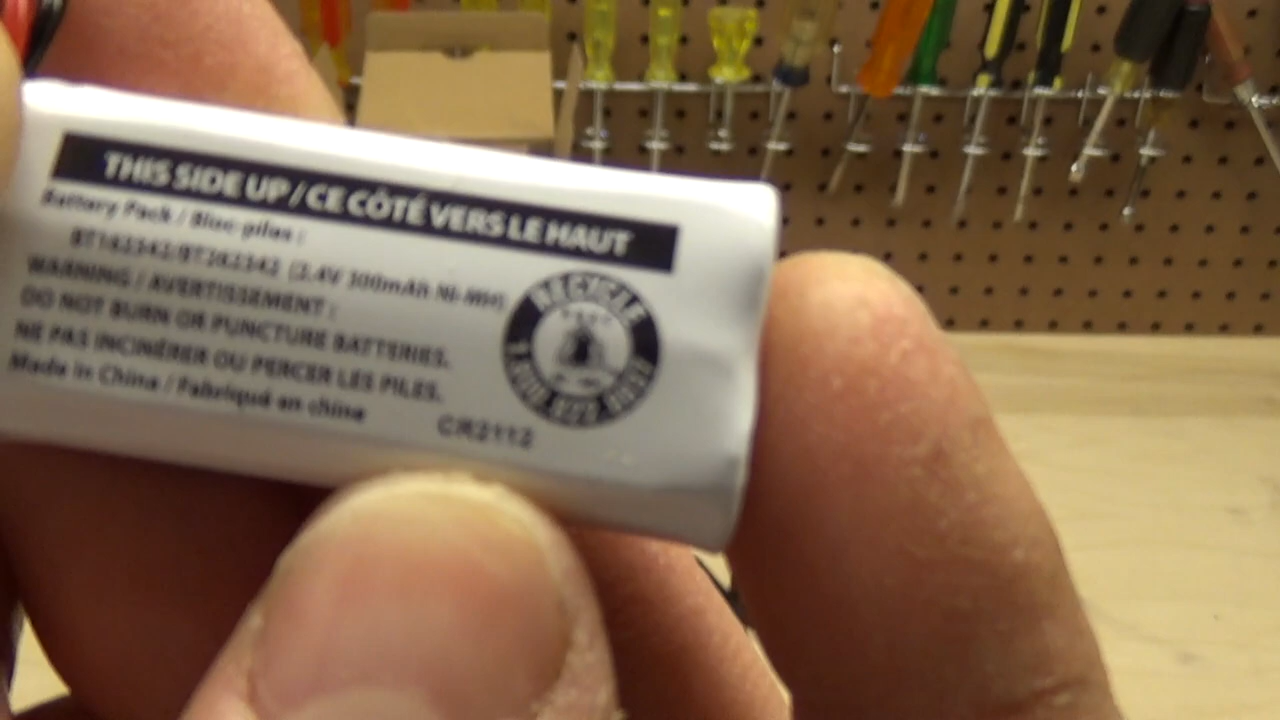 THIS SIDE UP / CE CÔTÉ VERS LE HAUT
Battery Pack / Bloc-piles :
BT162342/BT262342 (2.4V 300mAh Ni-MH)
WARNING / AVERTISSEMENT :
DO NOT BURN OR PUNCTURE BATTERIES.
NE PAS INCINÉRER OU PERCER LES PILES.
Made in China / Fabriqué en chine
CR2112
RECYCLE